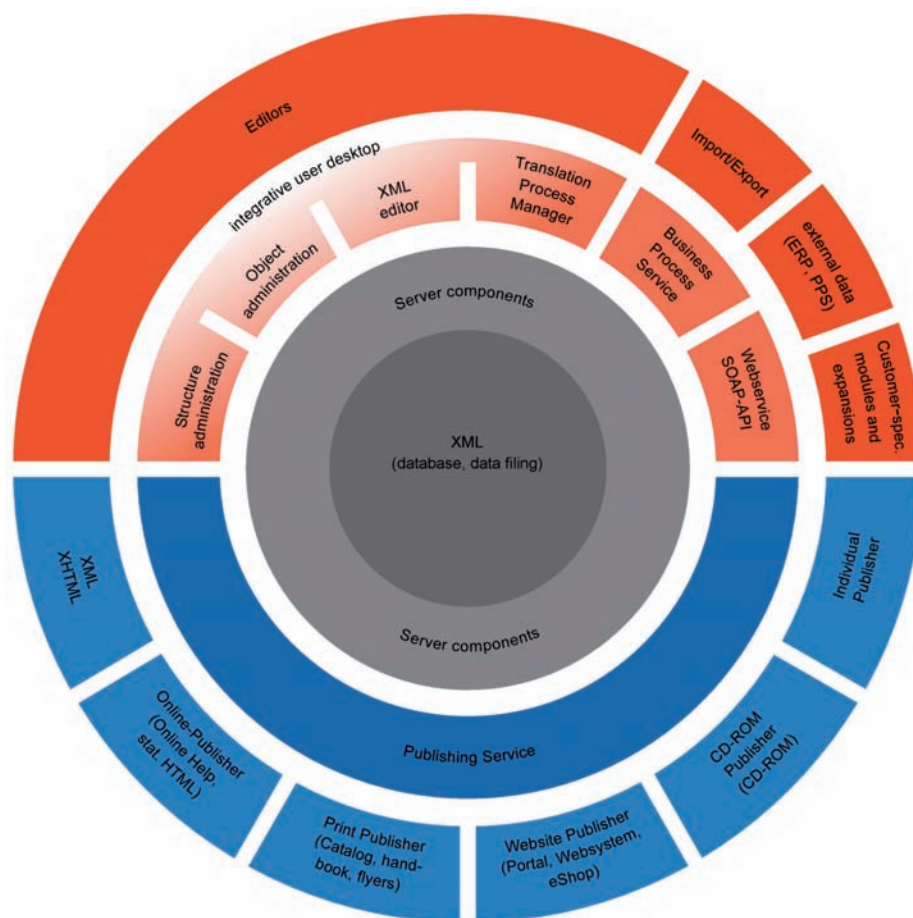 Editors
Import/Export
external data
(ERP , PPS)
Customer-spec.
modules and
expansions
integrative user desktop
Structure
administration
Object
administration
XML
editor
Translation
Process
Manager
Business
Process
Service
Webservice
SOAP-API
Server components
XML
(database, data filing)
Server components
Publishing Service
XML
XHTML
Online-Publisher
(Online Help,
stat. HTML)
Print Publisher
(Catalog, hand-
book, flyers)
Website Publisher
(Portal, Websystem,
eShop)
CD-ROM
Publisher
(CD-ROM)
Individual
Publisher